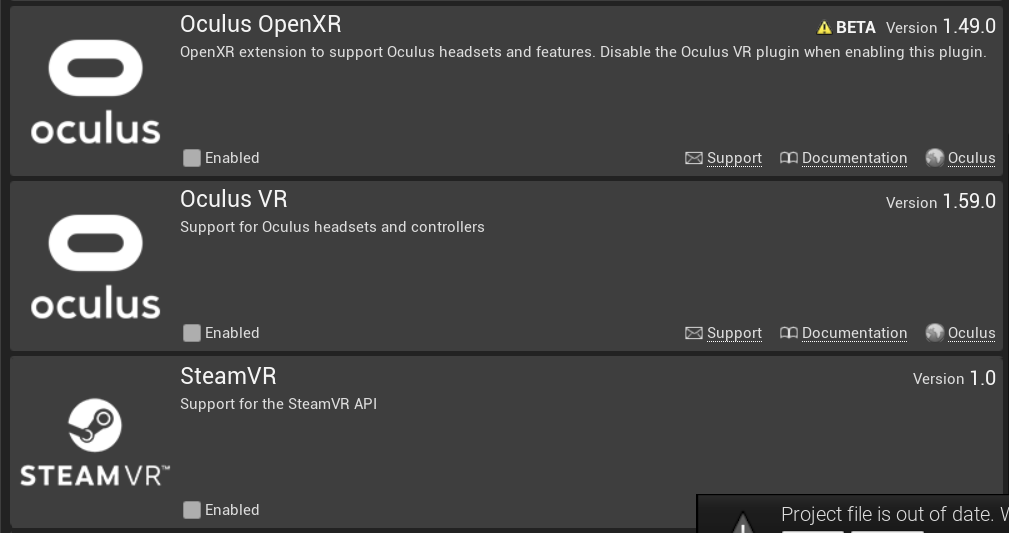 Oculus OpenXR
BETA Version 1.49.0
OpenXR extension to support Oculus headsets and features. Disable the Oculus VR plugin when enabling this plugin.
oculus
Enabled
Support Documentation Oculus
Oculus VR
Version 1.59.0
Support for Oculus headsets and controllers
oculus
Enabled
Support Documentation Oculus
SteamVR
Version 1.0
Support for the SteamVR API
STEAMVR™
Enabled
Project file is out of date. W